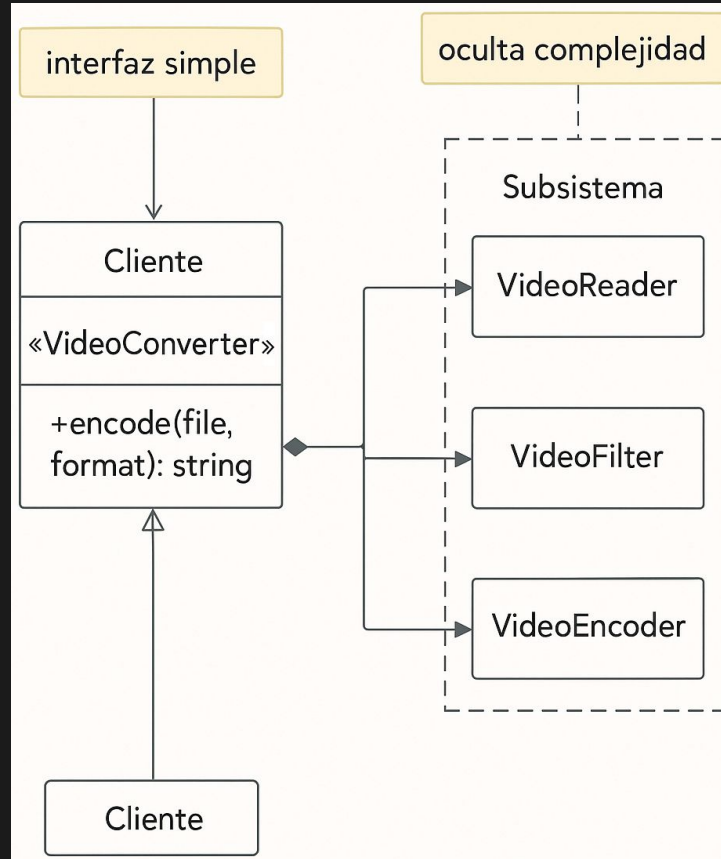 interfaz simple
oculta complejidad
Cliente
«VideoConverter»
+encode(file,
format): string
Subsistema
VideoReader
VideoFilter
VideoEncoder
Cliente